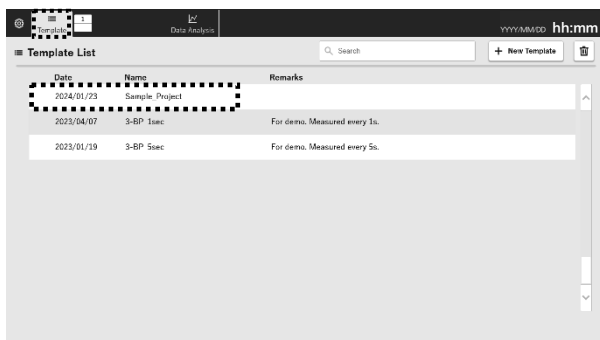 Template
1
Data Analysis
YYYY/MM/DD hh:mm
Template List
Search
+ New Template
Date Name Remarks
2024/01/23 Sample_Project
2023/04/07 3-BP 1sec For demo. Measured every 1s.
2023/01/19 3-BP 5sec For demo. Measured every 5s.